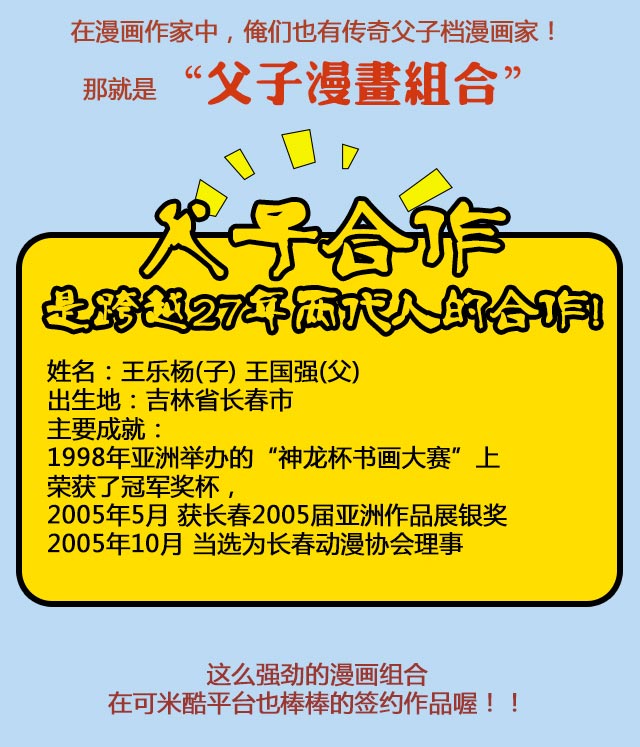 在漫画作家中，俺们也有传奇父子档漫画家！
那就是 “父子漫畫組合”
父子合作
是跨越27年两代人的合作!
姓名：王乐杨(子) 王国强(父)
出生地：吉林省长春市
主要成就：
1998年亚洲举办的“神龙杯书画大赛”上
荣获了冠军奖杯，
2005年5月 获长春2005届亚洲作品展银奖
2005年10月 当选为长春动漫协会理事
这么强劲的漫画组合
在可米酷平台也棒棒的签约作品喔！！